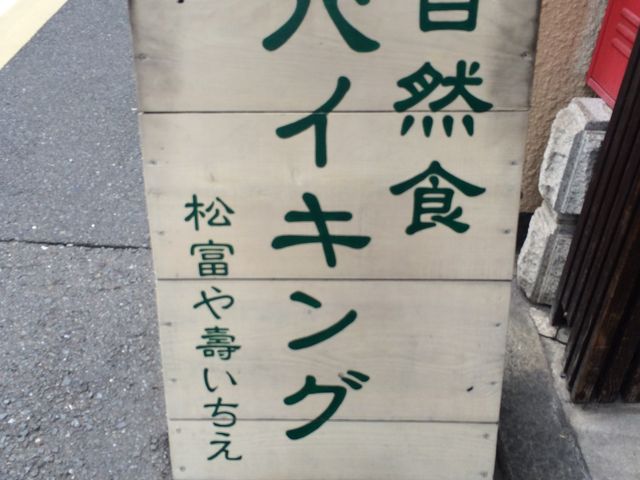 自然食
バイキング
松富や壽いちえ